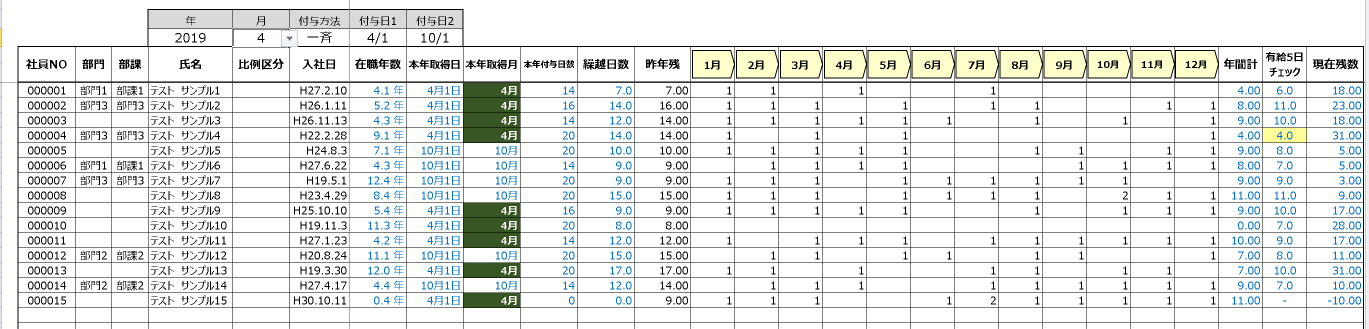 年 月 付与方法 付与日1 付与日2
2019 4 一斉 4/1 10/1
社員NO 部門 部課 氏名 比例区分 入社日 在職年数 本年取得日 本年取得月 本年付与日数 繰越日数 昨年残 1月 2月 3月 4月 5月 6月 7月 8月 9月 10月 11月 12月 年間計 有給5日チェック 現在残数
000001 部門1 部課1 テスト サンプル1 H27.2.10 4.1 年 4月1日 4月 14 7.0 7.00 1 1 1 1 4.00 6.0 18.00
000002 部門3 部門3 テスト サンプル2 H26.1.11 5.2 年 4月1日 4月 16 14.0 16.00 1 1 1 1 1 1 1 1 8.00 11.0 23.00
000003 テスト サンプル3 H26.11.13 4.3 年 4月1日 4月 14 12.0 14.00 1 1 1 1 1 1 1 1 1 9.00 10.0 18.00
000004 部門3 部門3 テスト サンプル4 H22.2.28 9.1 年 4月1日 4月 20 14.0 14.00 1 1 1 1 4.00 4.0 31.00
000005 テスト サンプル5 H24.8.3 7.1 年 10月1日 10月 20 10.0 10.00 1 1 1 1 1 1 1 1 1 9.00 8.0 5.00
000006 部門1 部課1 テスト サンプル6 H27.6.22 4.3 年 10月1日 10月 14 9.0 9.00 1 1 1 1 1 1 1 1 8.00 7.0 5.00
000007 部門3 部門3 テスト サンプル7 H19.5.1 12.4 年 10月1日 10月 20 9.0 9.00 1 1 1 1 1 1 1 1 1 9.00 9.0 3.00
000008 テスト サンプル8 H23.4.29 8.4 年 10月1日 10月 20 15.0 15.00 1 1 1 1 1 1 1 2 1 1 11.00 11.0 9.00
000009 テスト サンプル9 H25.10.10 5.4 年 4月1日 4月 16 9.0 9.00 1 1 1 1 1 1 1 1 1 9.00 10.0 17.00
000010 テスト サンプル10 H19.11.3 11.3 年 4月1日 4月 20 8.0 8.00 0.00 7.0 28.00
000011 テスト サンプル11 H27.1.23 4.2 年 4月1日 4月 14 12.0 12.00 1 1 1 1 1 1 1 1 1 1 10.00 9.0 17.00
000012 部門2 部課2 テスト サンプル12 H20.8.24 11.1 年 10月1日 10月 20 15.0 15.00 1 1 1 1 1 1 1 7.00 8.0 11.00
000013 テスト サンプル13 H19.3.30 12.0 年 4月1日 4月 20 17.0 17.00 1 1 1 1 1 1 1 7.00 10.0 31.00
000014 部門2 部課2 テスト サンプル14 H27.4.17 4.4 年 10月1日 10月 14 12.0 14.00 1 1 1 1 1 1 1 1 1 9.00 7.0 10.00
000015 テスト サンプル15 H30.10.11 0.4 年 4月1日 4月 0 0.0 9.00 1 1 1 1 2 1 1 1 1 1 11.00 - -10.00